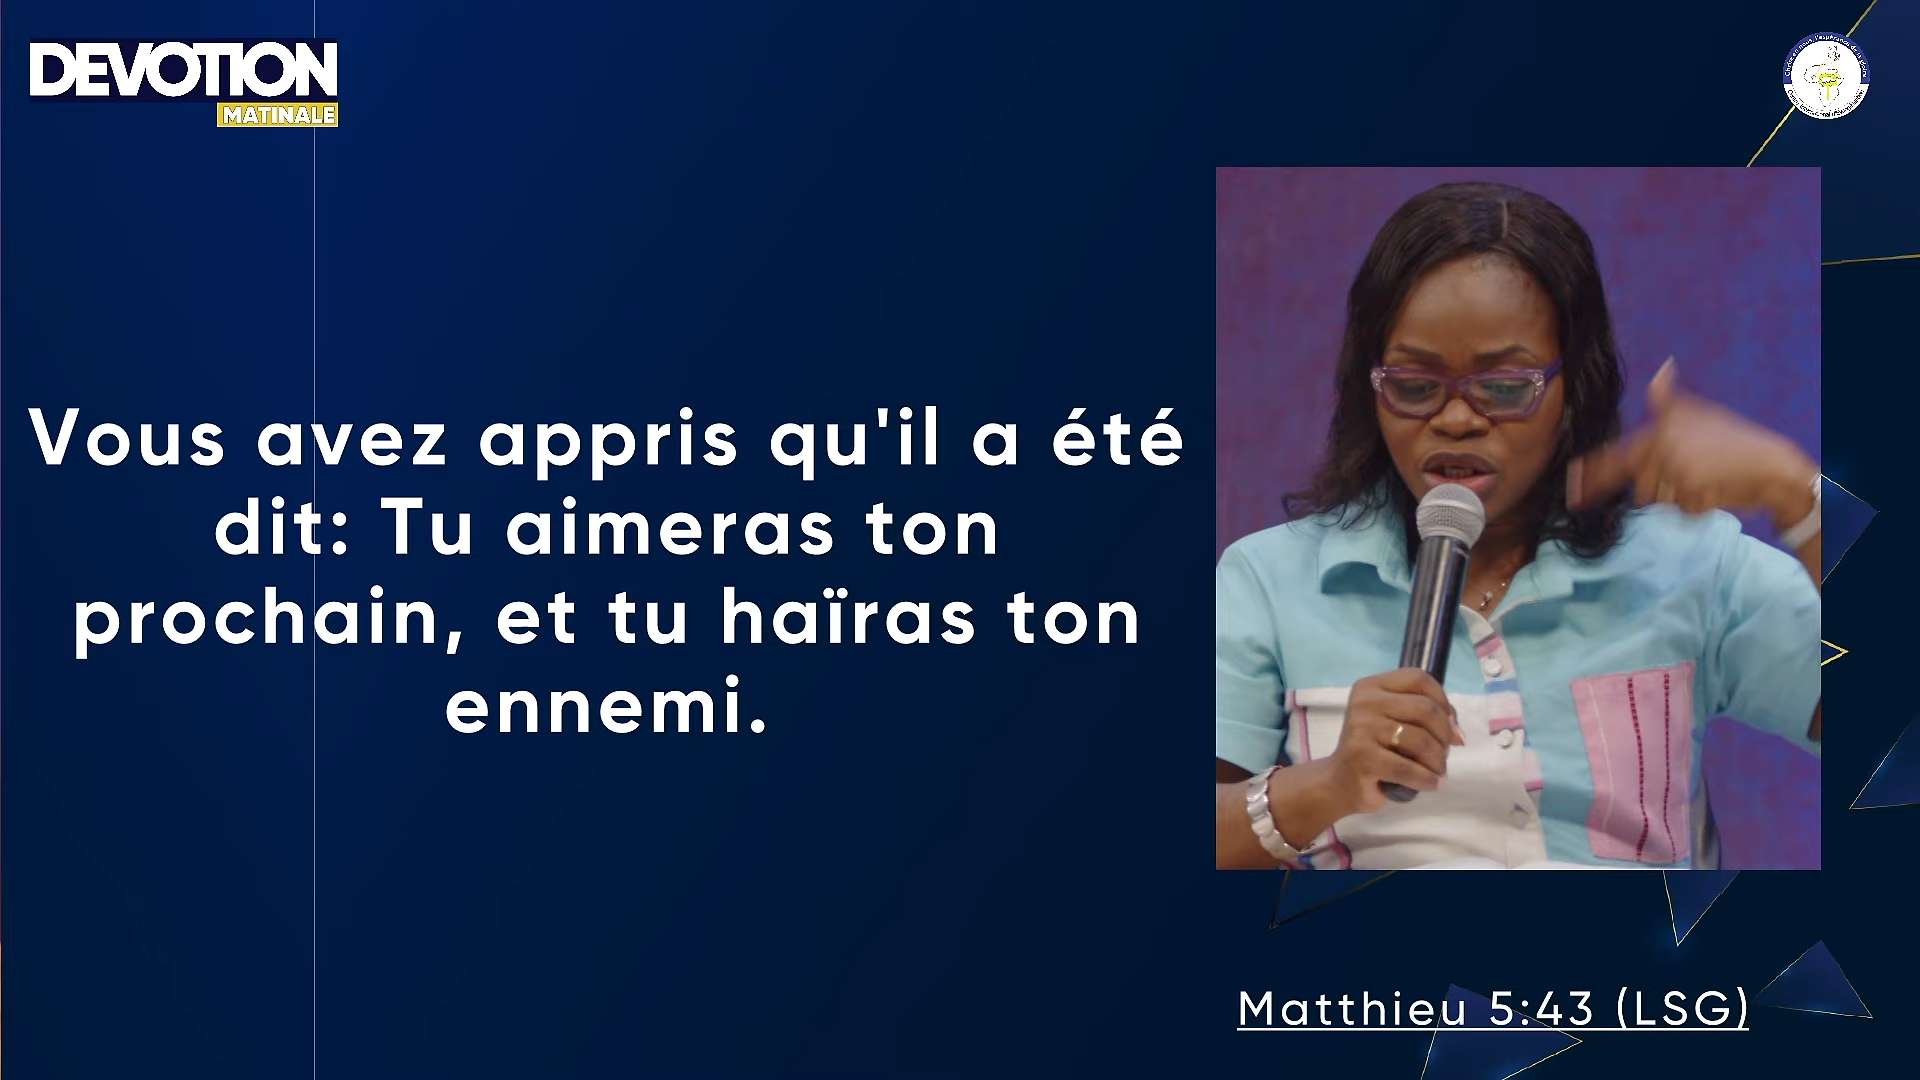 DEVOTION
MATINALE
Vous avez appris qu'il a été
dit: Tu aimeras ton
prochain, et tu haïras ton
ennemi.
Matthieu 5:43 (LSG)